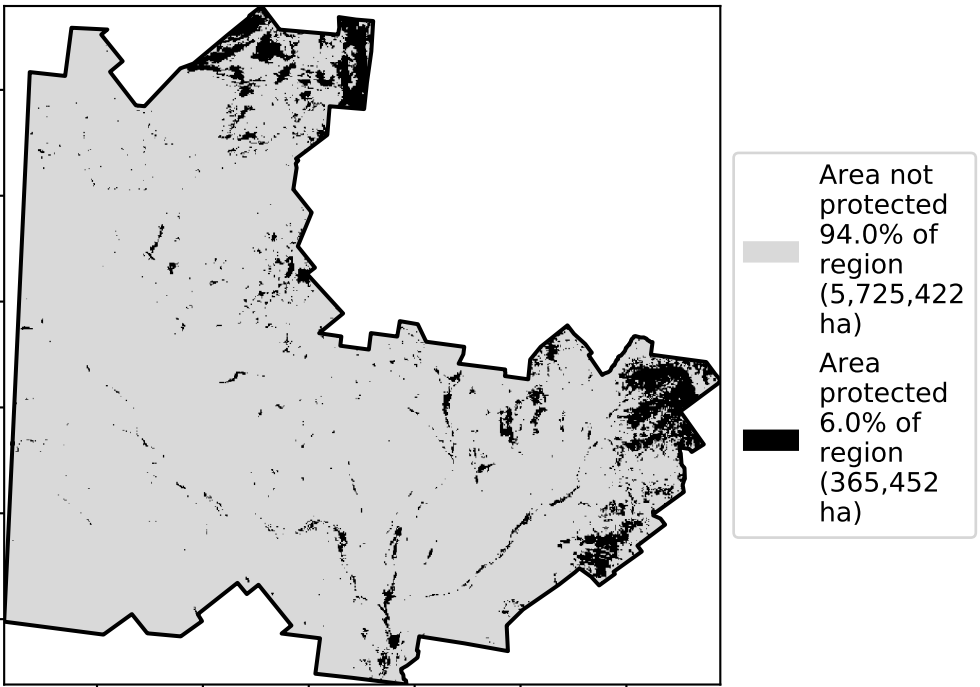 Area not
protected
94.0% of
region
(5,725,422
ha)
Area
protected
6.0% of
region
(365,452
ha)